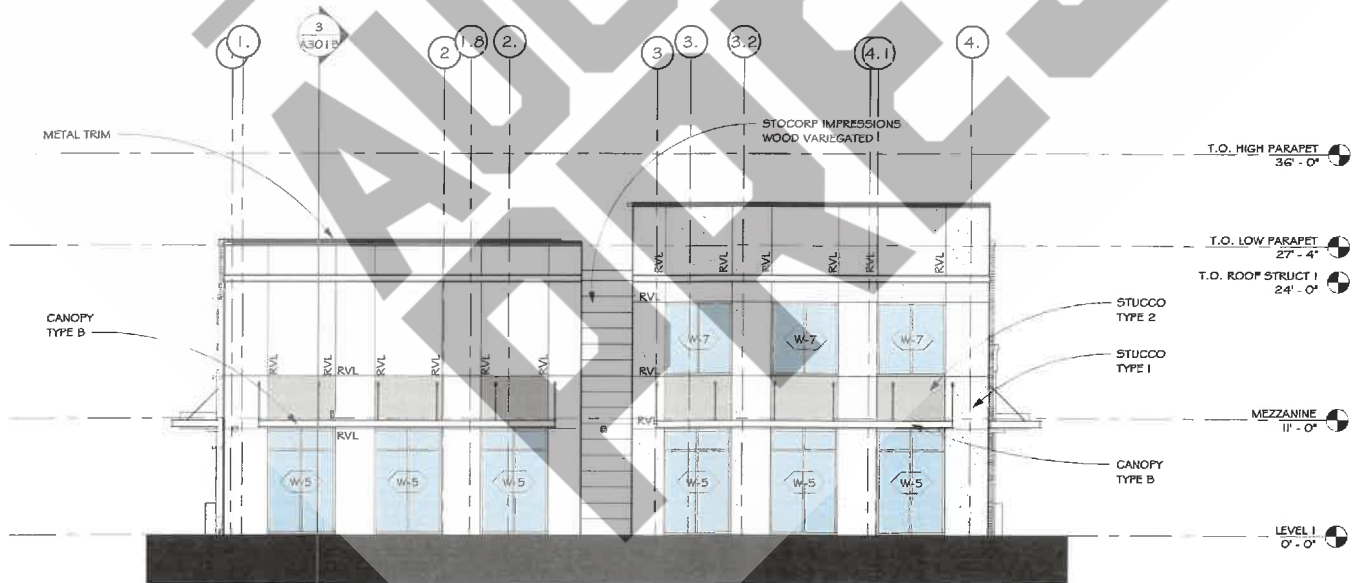 3
A301B
1.
2
1.8
2.
3
3.
3.2
4.1
4.
METAL TRIM
STOCORP IMPRESSIONS
WOOD VARIEGATED
T.O. HIGH PARAPET
36' - 0"
T.O. LOW PARAPET
27' - 4"
T.O. ROOF STRUCT 1
24' - 0"
RVL
RVL
RVL
RVL
RVL
RVL
RVL
CANOPY
TYPE B
STUCCO
TYPE 2
W-7
W-7
W-7
STUCCO
TYPE 1
RVL
RVL
RVL
RVL
RVL
RVL
RVL
RVL
MEZZANINE
11' - 0"
RVL
RVL
CANOPY
TYPE B
W-5
W-5
W-5
W-5
W-5
W-5
LEVEL 1
0' - 0"